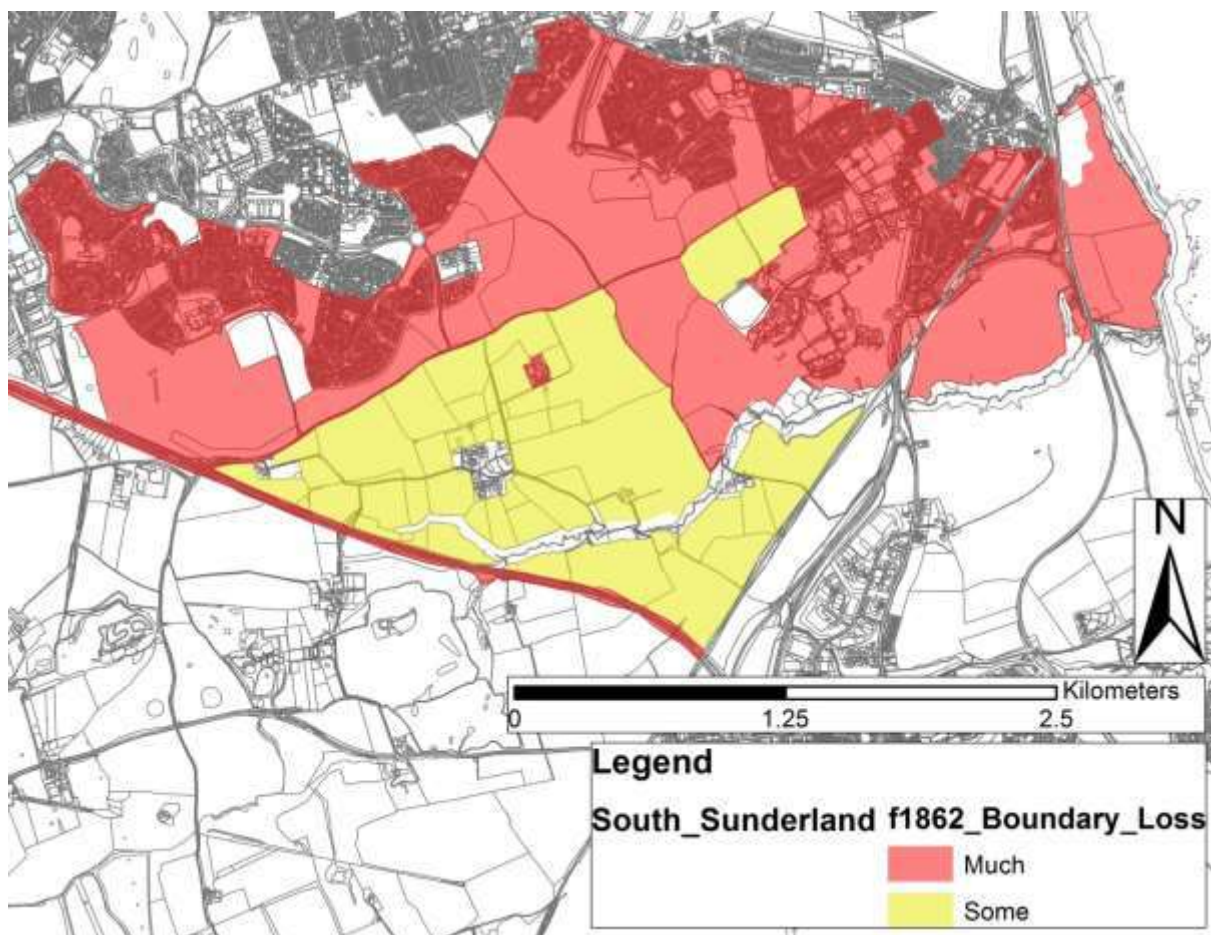 N
Kilometers
0 1.25 2.5
Legend
South_Sunderland f1862_Boundary_Loss
Much
Some